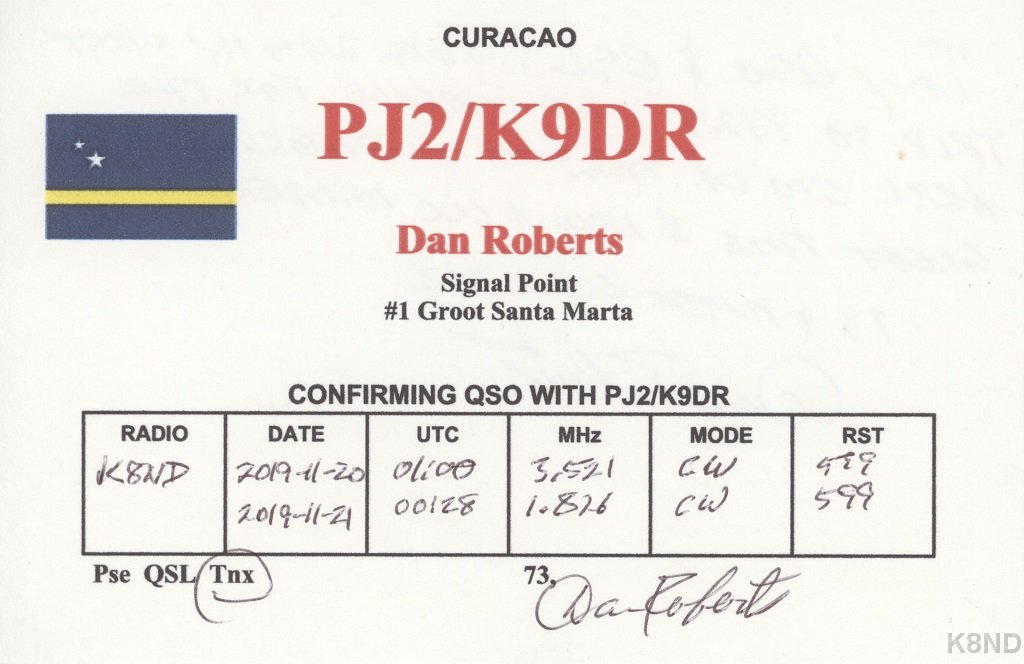 CURACAO
PJ2/K9DR
Dan Roberts
Signal Point
#1 Groot Santa Marta
CONFIRMING QSO WITH PJ2/K9DR
RADIO DATE UTC MHz MODE RST
K8ND 2019-11-20 01:00 3.521 CW 599
2019-11-21 00128 1.826 CW 599
Pse QSL Tnx 73,
Dan Roberts
K8ND